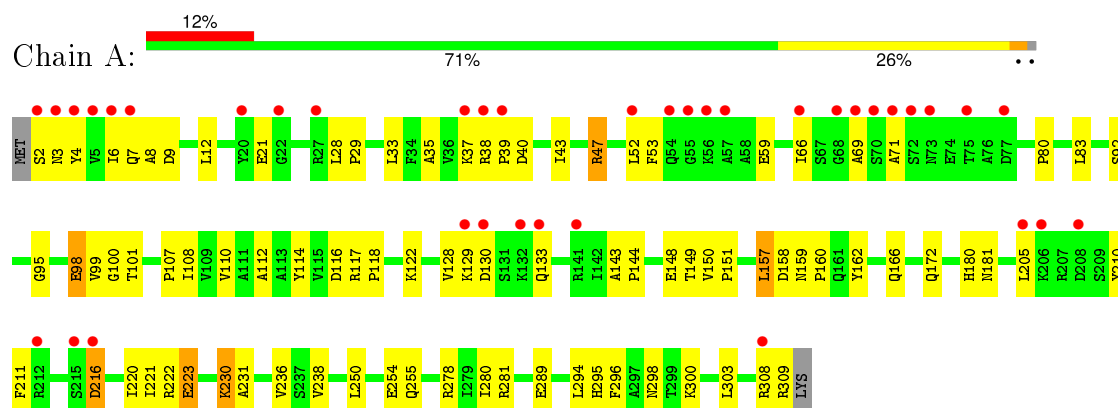 12%
Chain A:
71% 26% • •
MET S2 N3 Y4 V5 I6 Q7 A8 D9 L12 Y20 E21 G22 R27 L28 P29 L33 F34 A35 V36 K37 R38 P39 D40 I43 R47 L52 F53 Q54 G55 K56 A57 A58 E59 I66 S67 G68 A69 S70 A71 S72 N73 E74 T75 A76 D77 P80 L83 S92
G95 E98 V99 G100 T101 P107 I108 V109 V110 A111 A112 A113 Y114 V115 D116 R117 P118 K122 V128 K129 D130 S131 K132 Q133 R141 I142 A143 P144 E148 T149 V150 P151 L157 D158 N159 P160 Q161 Y162 Q166 Q172 H180 N181 L205 K206 R207 D208 S209 Y210
F211 R212 S215 D216 I220 I221 R222 E223 K230 A231 V236 S237 V238 L250 E254 Q255 R278 I279 I280 R281 E289 L294 H295 F296 A297 N298 T299 K300 L303 R308 R309 LYS